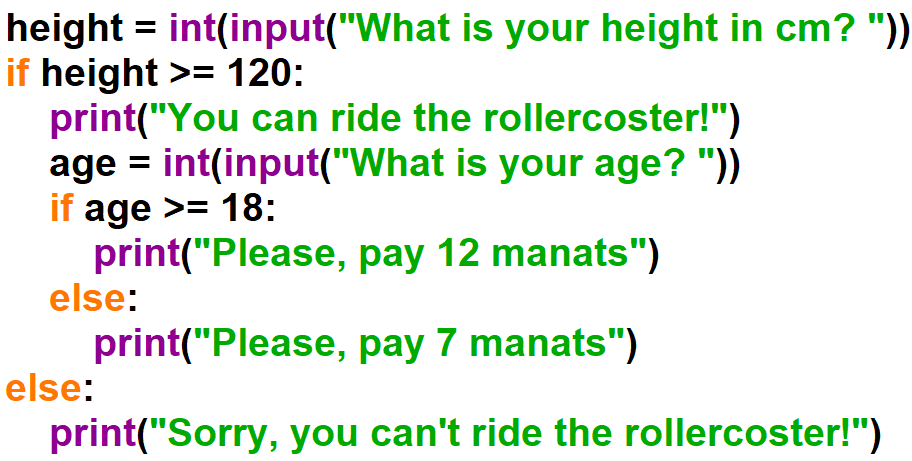 height = int(input("What is your height in cm? "))
if height >= 120:
    print("You can ride the rollercoster!")
    age = int(input("What is your age? "))
    if age >= 18:
        print("Please, pay 12 manats")
    else:
        print("Please, pay 7 manats")
else:
    print("Sorry, you can't ride the rollercoster!")